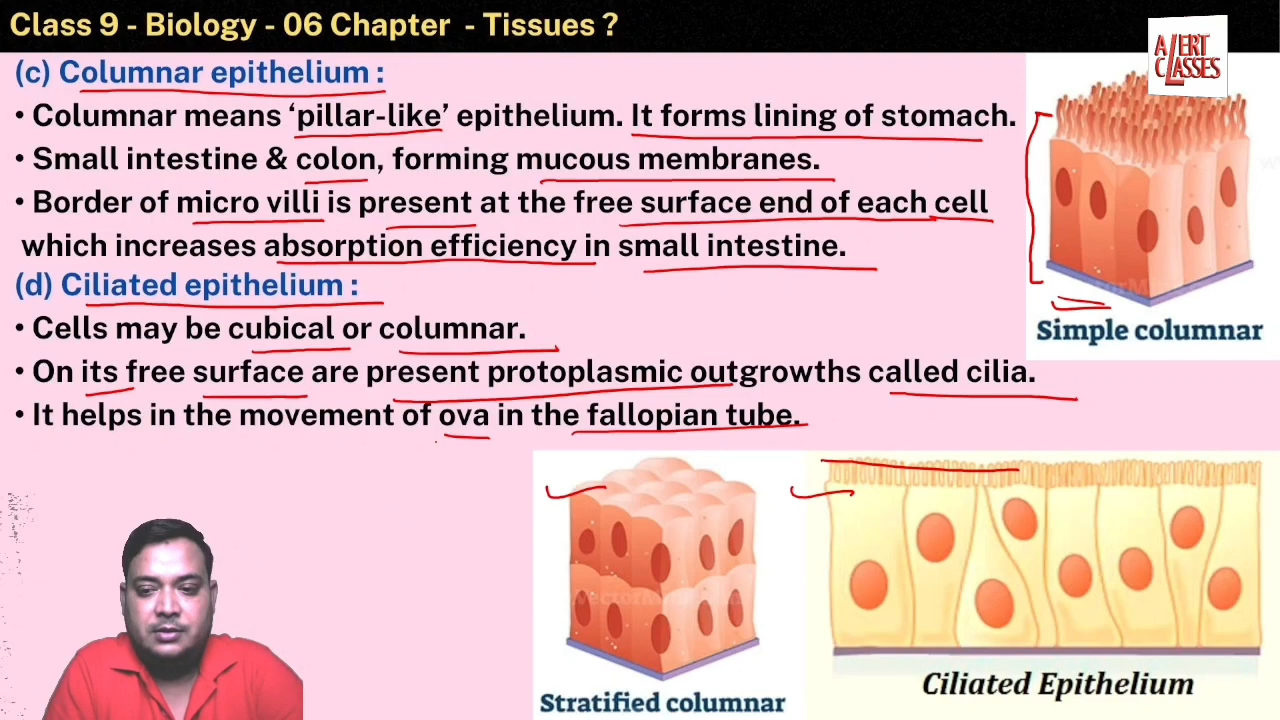 Class 9 - Biology - 06 Chapter - Tissues ?
ALERT
CLASSES
(c) Columnar epithelium :
• Columnar means ‘pillar-like’ epithelium. It forms lining of stomach.
• Small intestine & colon, forming mucous membranes.
• Border of micro villi is present at the free surface end of each cell
which increases absorption efficiency in small intestine.
(d) Ciliated epithelium :
• Cells may be cubical or columnar.
• On its free surface are present protoplasmic outgrowths called cilia.
• It helps in the movement of ova in the fallopian tube.
Simple columnar
Stratified columnar
Ciliated Epithelium